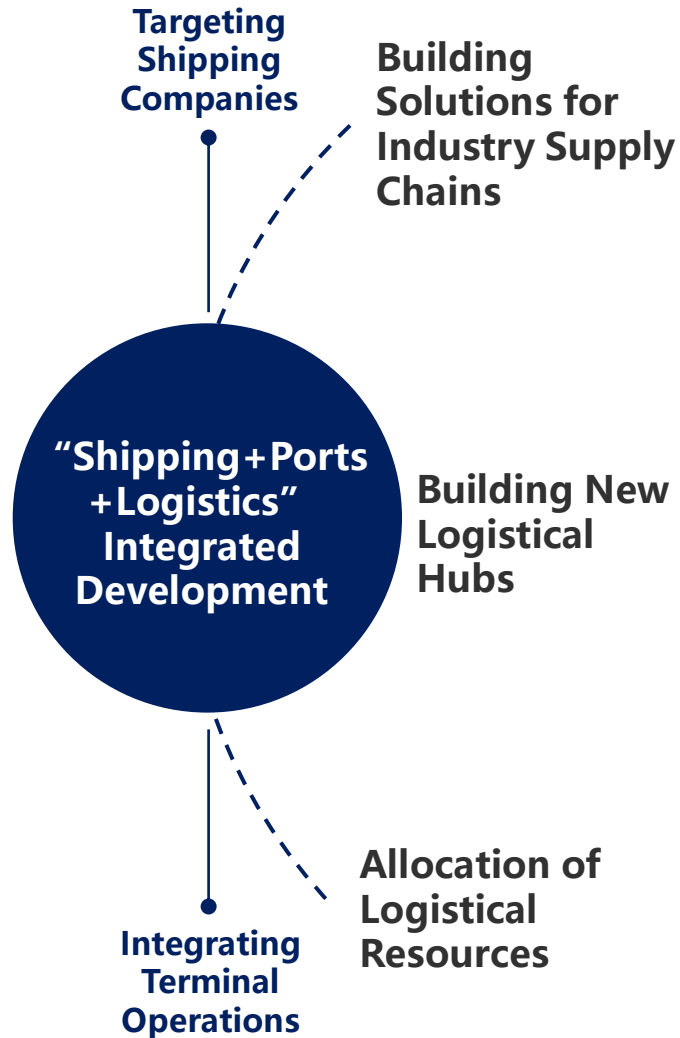 Targeting
Shipping
Companies
Building
Solutions for
Industry Supply
Chains
“Shipping+Ports
+Logistics”
Integrated
Development
Building New
Logistical
Hubs
Allocation of
Logistical
Resources
Integrating
Terminal
Operations